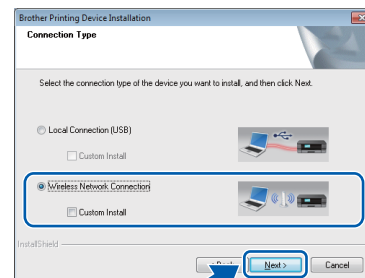 Brother Printing Device Installation
Connection Type
Select the connection type of the device you want to install, and then click Next.
Local Connection (USB)
Custom Install
Wireless Network Connection
Custom Install
InstallShield
Next >
Cancel